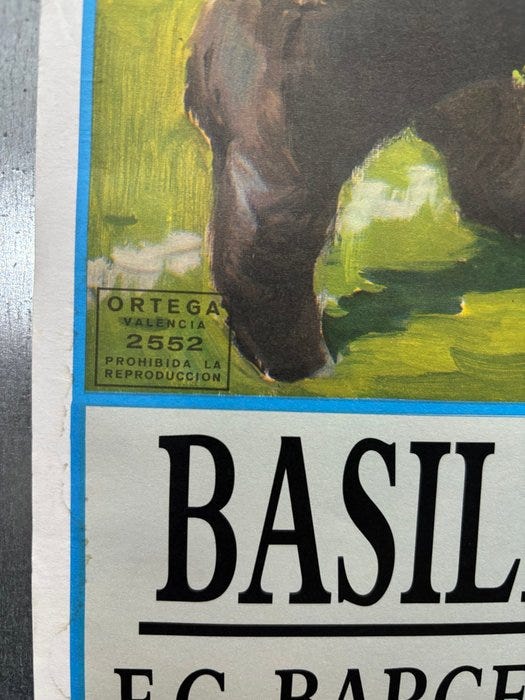 ORTEGA
VALENCIA
2552
PROHIBIDA LA
REPRODUCCION
BASIL
F.C. BARCE